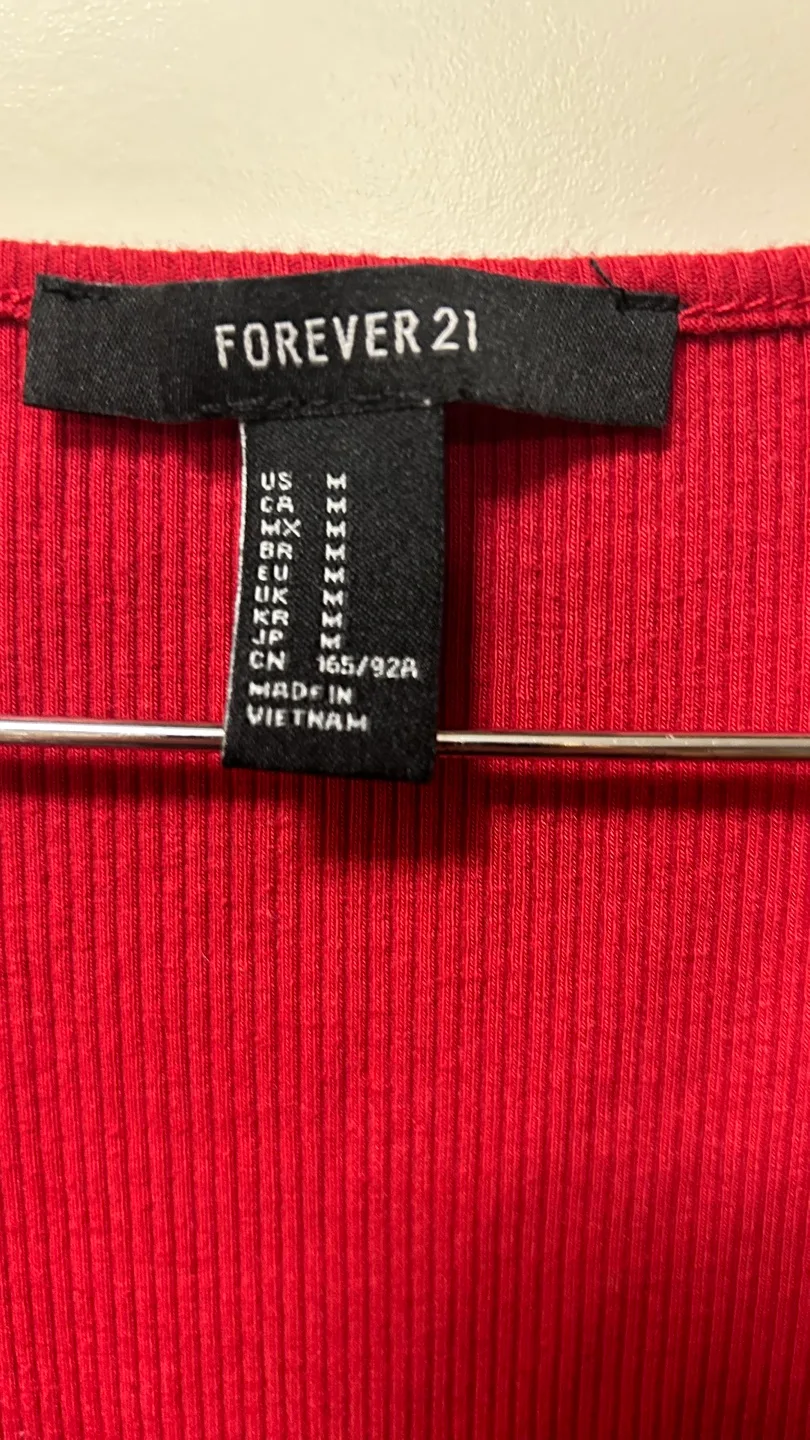 FOREVER 21
US M
CA M
MX M
BR M
EU M
UK M
KR M
JP M
CN 165/92A
MADE IN
VIETNAM